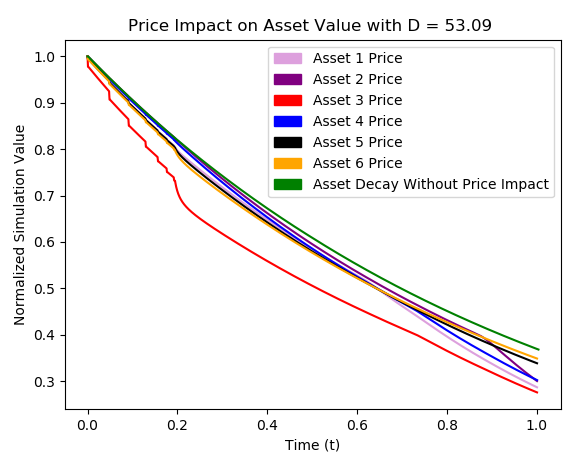 Price Impact on Asset Value with D = 53.09
Normalized Simulation Value
1.0
0.9
0.8
0.7
0.6
0.5
0.4
0.3
Asset 1 Price
Asset 2 Price
Asset 3 Price
Asset 4 Price
Asset 5 Price
Asset 6 Price
Asset Decay Without Price Impact
0.0 0.2 0.4 0.6 0.8 1.0
Time (t)